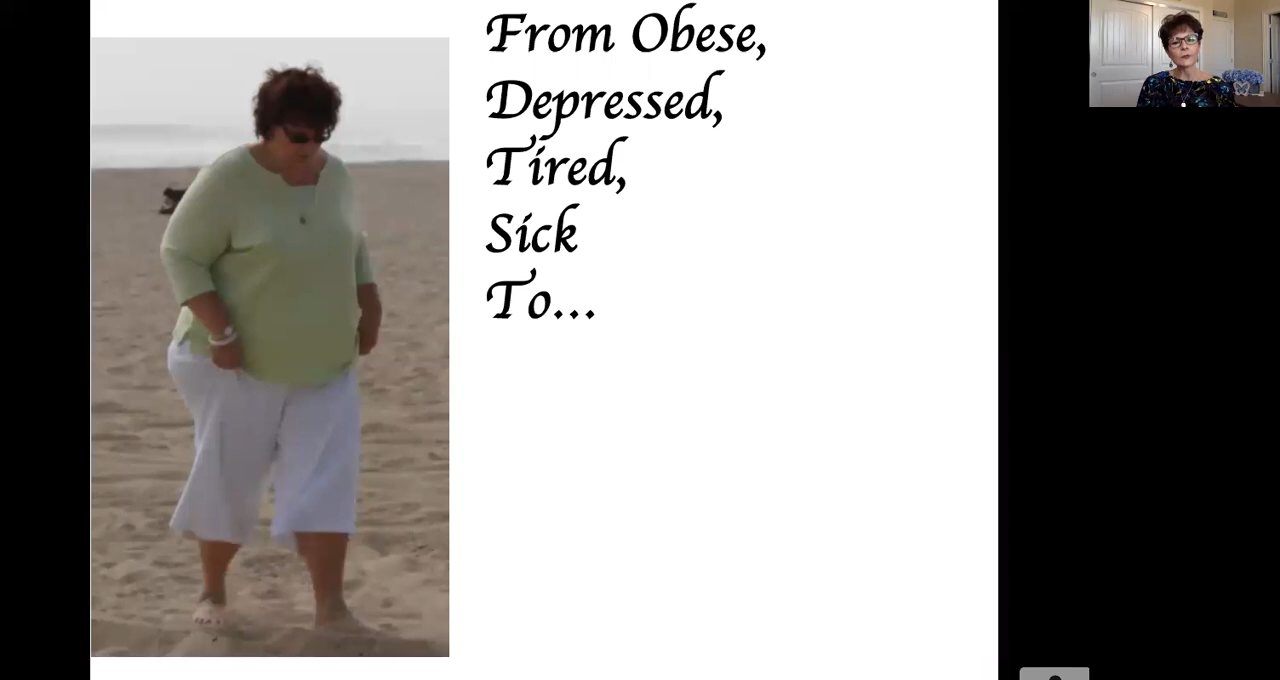 From Obese,
Depressed,
Tired,
Sick
To...